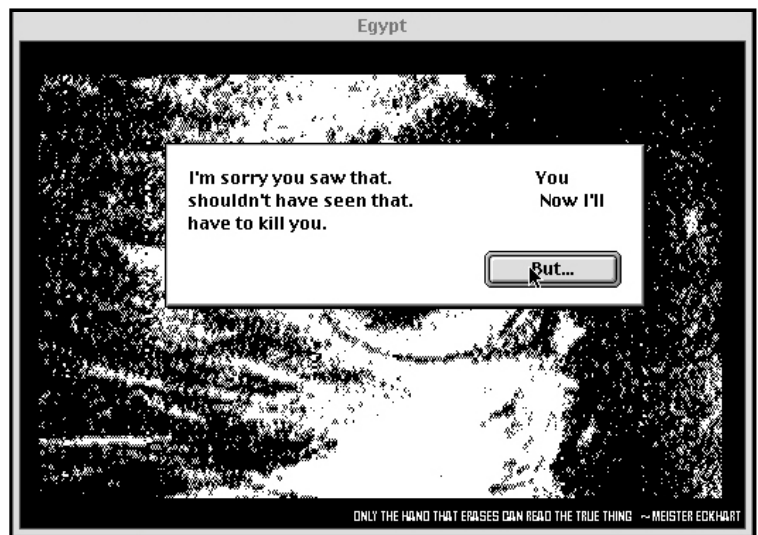 Egypt
I'm sorry you saw that. You
shouldn't have seen that. Now I'll
have to kill you.
But...
ONLY THE HAND THAT ERASES CAN READ THE TRUE THING ~MEISTER ECKHART